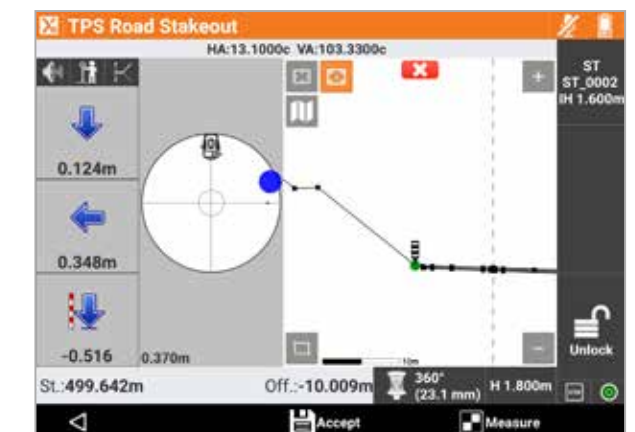 TPS Road Stakeout
HA:13.1000c VA:103.3300c
ST
ST_0002
IH 1.600m
0.124m
0.348m
-0.516
0.370m
10m
Unlock
St.:499.642m
Off.:-10.009m
360°
(23.1 mm)
H 1.800m
Accept
Measure